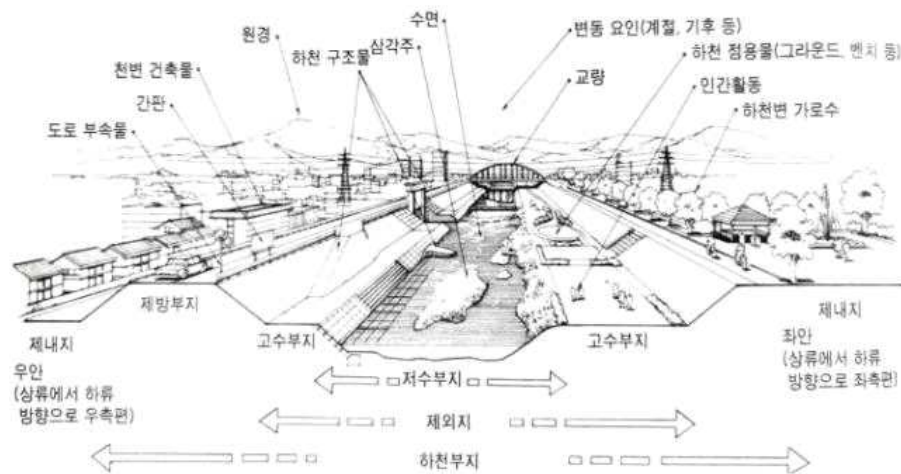 수면
원경
하천 구조물
삼각주
변동 요인(계절, 기후 등)
하천 점용물(그라운드, 벤치 등)
천변 건축물
교량
인간활동
간판
하천변 가로수
도로 부속물
제방부지
제내지
고수부지
고수부지
제내지
우안
(상류에서 하류
방향으로 우측편)
좌안
(상류에서 하류
방향으로 좌측편)
저수부지
제외지
하천부지